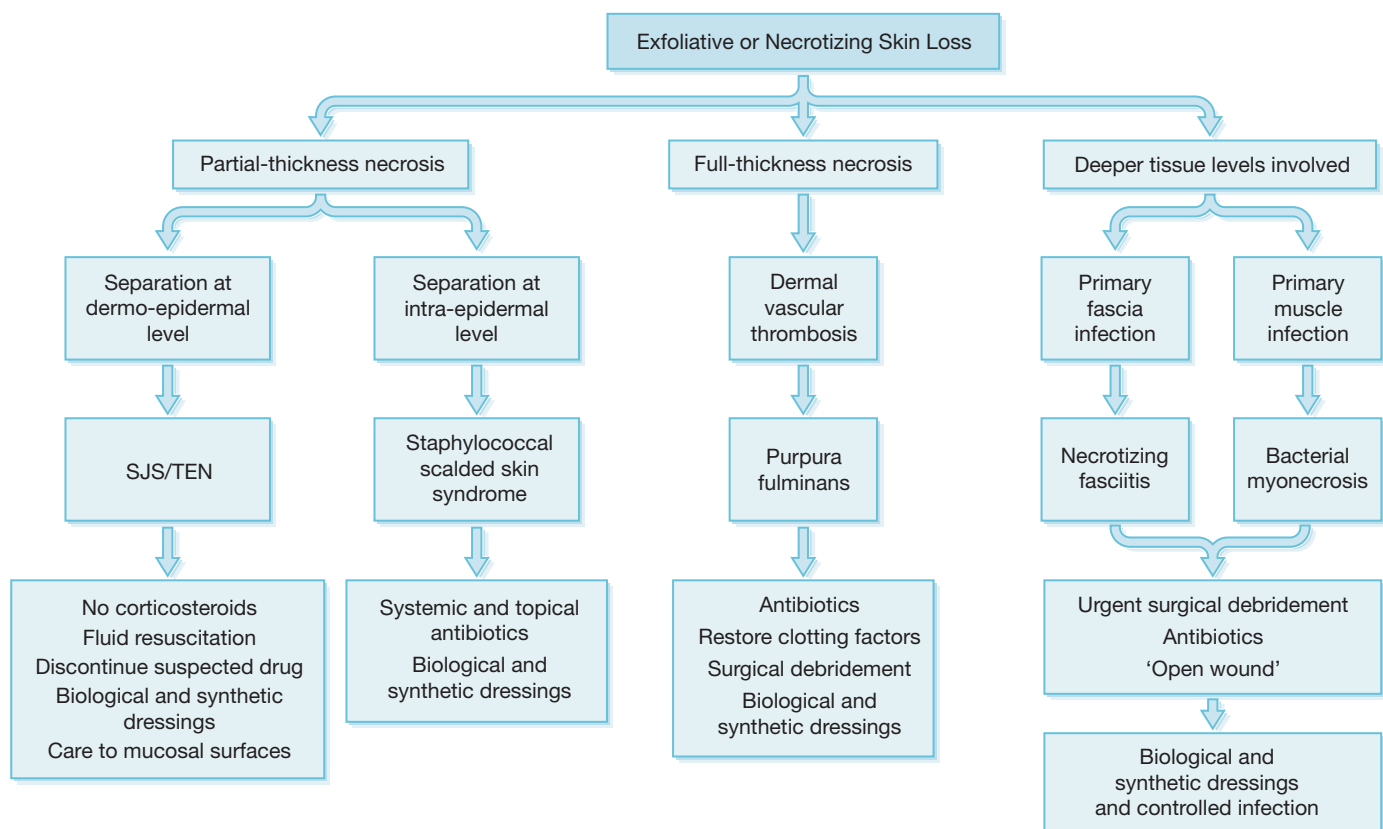 Exfoliative or Necrotizing Skin Loss
Partial-thickness necrosis
Full-thickness necrosis
Deeper tissue levels involved
Separation at
dermo-epidermal
level
Separation at
intra-epidermal
level
Dermal
vascular
thrombosis
Primary
fascia
infection
Primary
muscle
infection
SJS/TEN
Staphylococcal
scalded skin
syndrome
Purpura
fulminans
Necrotizing
fasciitis
Bacterial
myonecrosis
No corticosteroids
Fluid resuscitation
Discontinue suspected drug
Biological and synthetic
dressings
Care to mucosal surfaces
Systemic and topical
antibiotics
Biological and
synthetic dressings
Antibiotics
Restore clotting factors
Surgical debridement
Biological and
synthetic dressings
Urgent surgical debridement
Antibiotics
‘Open wound’
Biological and
synthetic dressings
and controlled infection